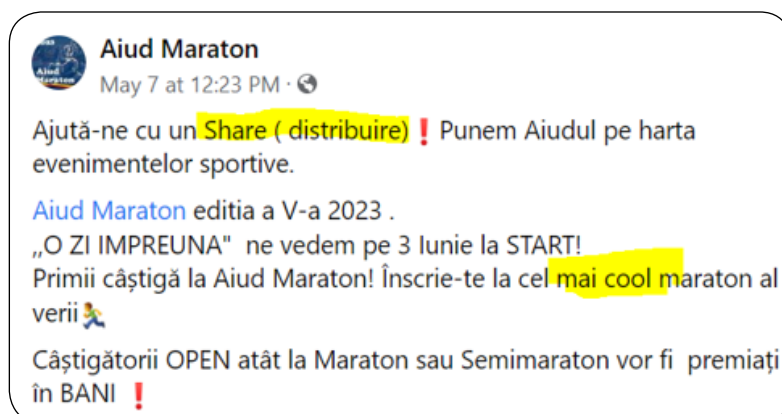 Aiud Maraton
May 7 at 12:23 PM ·
Ajută-ne cu un Share ( distribuire)❗ Punem Aiudul pe harta
evenimentelor sportive.
Aiud Maraton editia a V-a 2023 .
„O ZI IMPREUNA" ne vedem pe 3 Iunie la START!
Primii câștigă la Aiud Maraton! Înscrie-te la cel mai cool maraton al
verii🏃
Câștigătorii OPEN atât la Maraton sau Semimaraton vor fi premiați
în BANI ❗